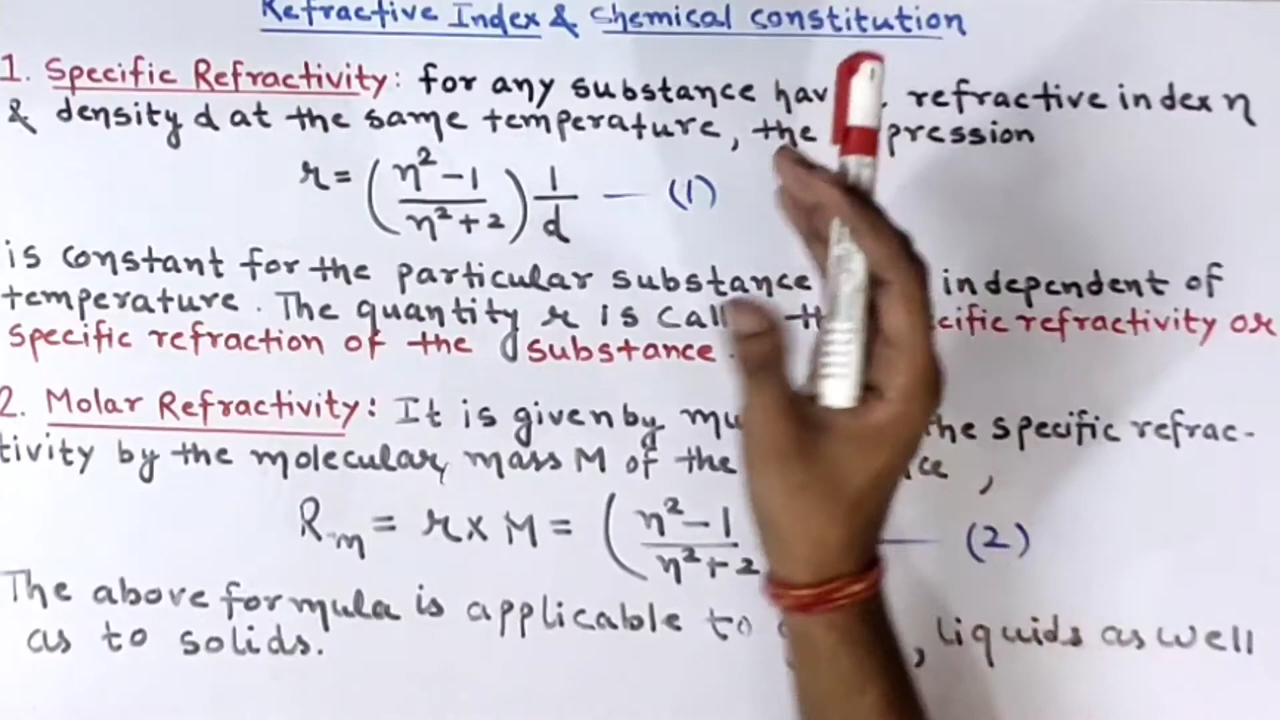 Refractive Index & Chemical constitution
1. Specific Refractivity: for any substance hav refractive index η
& density d at the same temperature, the pression
r = (η²-1 / η²+2) 1/d — (1)
is constant for the particular substance independent of
temperature. The quantity r is call cific refractivity or
specific refraction of the substance.
2. Molar Refractivity: It is given by mu he specific refrac-
tivity by the molecular mass M of the ce,
Rm = r x M = (η²-1 / η²+2 — (2)
The above formula is applicable to , liquids as well
as to solids.